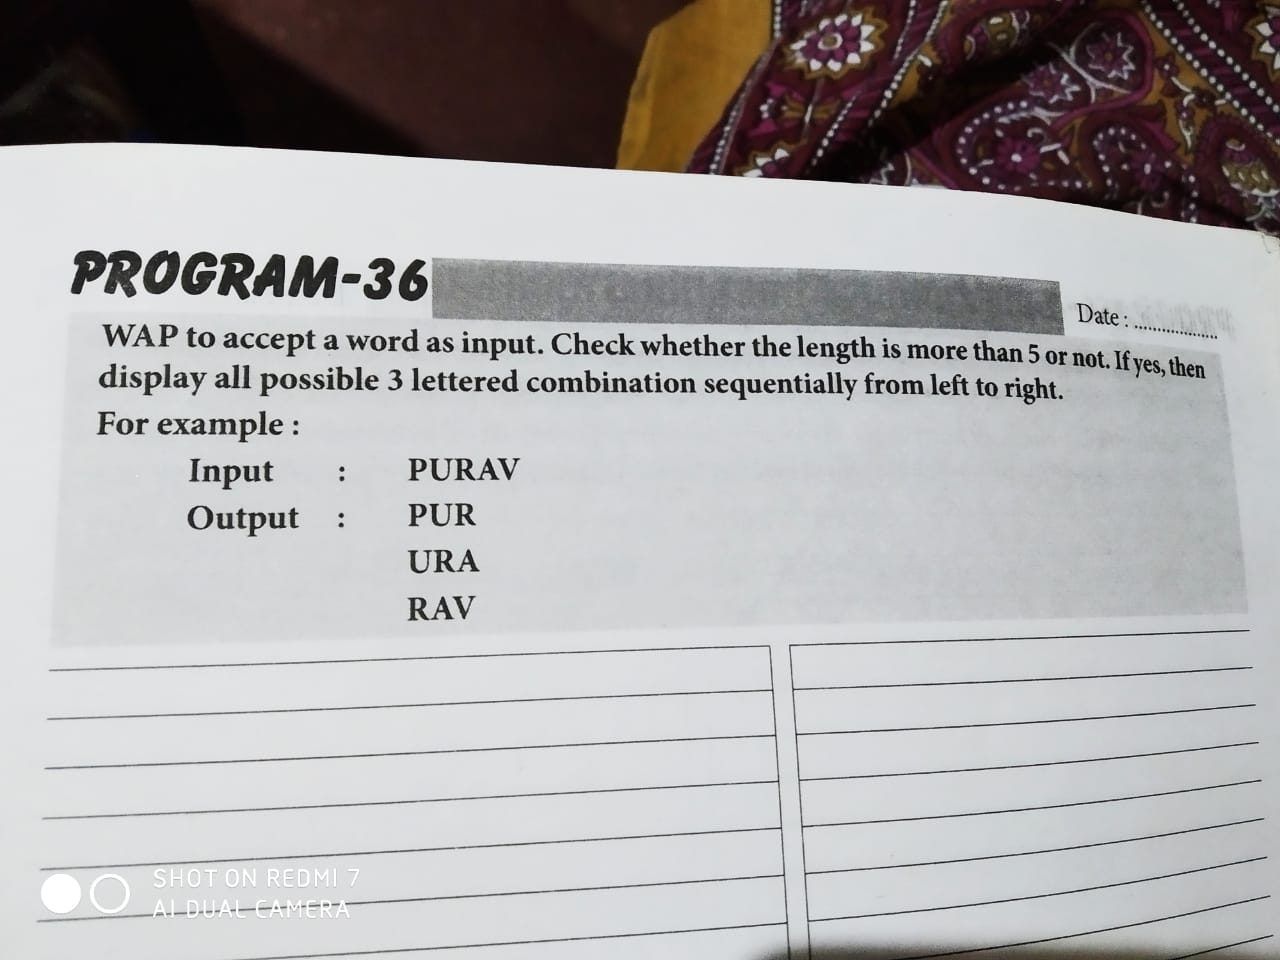 PROGRAM-36
Date : ..................
WAP to accept a word as input. Check whether the length is more than 5 or not. If yes, then
display all possible 3 lettered combination sequentially from left to right.
For example :
Input : PURAV
Output : PUR
URA
RAV
SHOT ON REDMI 7
AI DUAL CAMERA